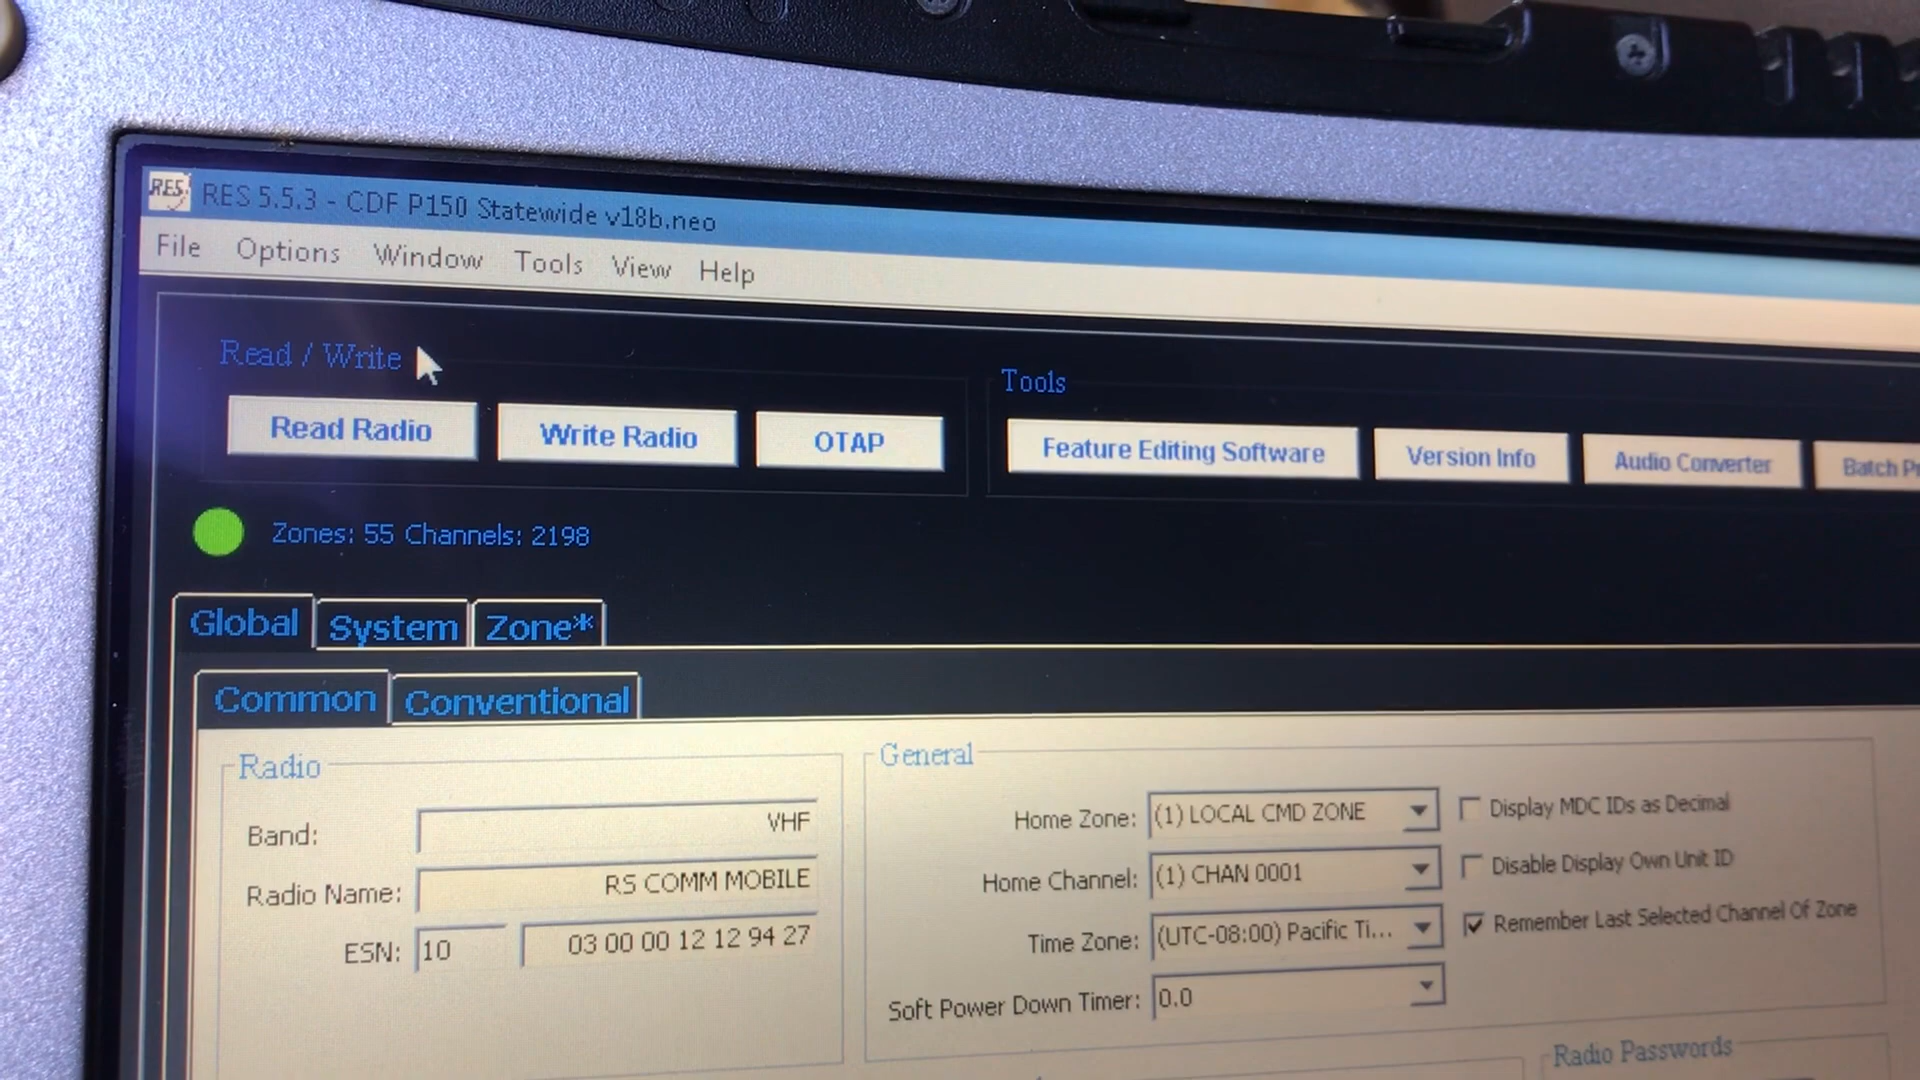 RES RES 5.5.3 - CDF P150 Statewide v18b.neo
File Options Window Tools View Help
Read / Write
Tools
Read Radio Write Radio OTAP Feature Editing Software Version Info Audio Converter Batch
Zones: 55 Channels: 2198
Global System Zone*
Common Conventional
Radio
General
Band: VHF
Home Zone: (1) LOCAL CMD ZONE Display MDC IDs as Decimal
Radio Name: RS COMM MOBILE
Home Channel: (1) CHAN 0001 Disable Display Own Unit ID
ESN: 10 03 00 00 12 12 94 27
Time Zone: (UTC-08:00) Pacific Ti... Remember Last Selected Channel Of Zone
Soft Power Down Timer: 0.0
Radio Passwords